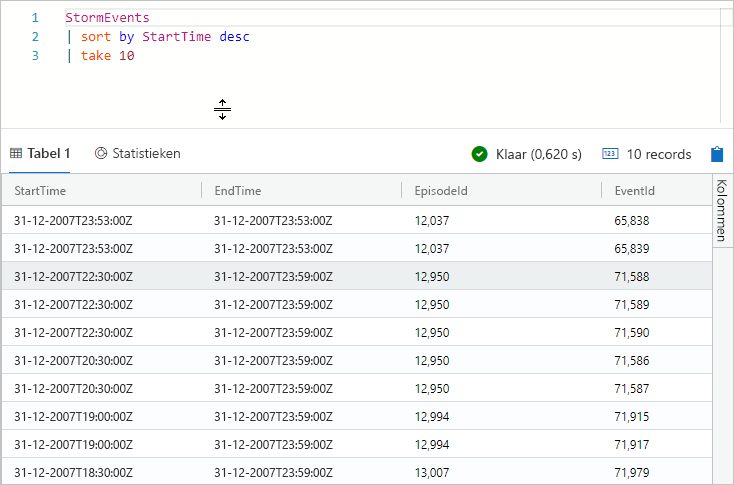 1 StormEvents
2 | sort by StartTime desc
3 | take 10
Tabel 1 Statistieken Klaar (0,620 s) 123 10 records
StartTime EndTime EpisodeId EventId
Kolommen
31-12-2007T23:53:00Z 31-12-2007T23:53:00Z 12,037 65,838
31-12-2007T23:53:00Z 31-12-2007T23:53:00Z 12,037 65,839
31-12-2007T22:30:00Z 31-12-2007T23:59:00Z 12,950 71,588
31-12-2007T22:30:00Z 31-12-2007T23:59:00Z 12,950 71,589
31-12-2007T22:30:00Z 31-12-2007T23:59:00Z 12,950 71,590
31-12-2007T20:30:00Z 31-12-2007T23:59:00Z 12,950 71,586
31-12-2007T20:30:00Z 31-12-2007T23:59:00Z 12,950 71,587
31-12-2007T19:00:00Z 31-12-2007T23:59:00Z 12,994 71,915
31-12-2007T19:00:00Z 31-12-2007T23:59:00Z 12,994 71,917
31-12-2007T18:30:00Z 31-12-2007T23:59:00Z 13,007 71,979